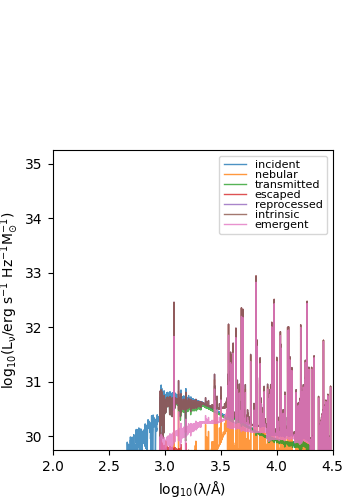 35
34
33
32
31
30
log₁₀(Lν/erg s⁻¹ Hz⁻¹M⊙⁻¹)
incident
nebular
transmitted
escaped
reprocessed
intrinsic
emergent
2.0 2.5 3.0 3.5 4.0 4.5
log₁₀(λ/Å)